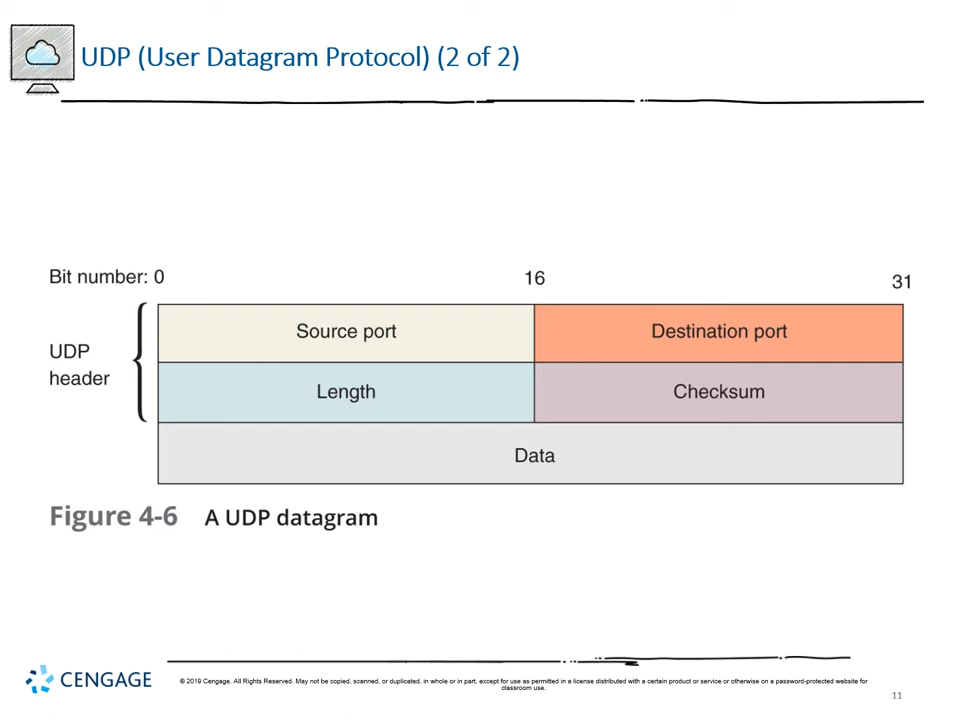 UDP (User Datagram Protocol) (2 of 2)
Bit number: 0 16 31
UDP
header
Source port Destination port
Length Checksum
Data
Figure 4-6 A UDP datagram
CENGAGE
© 2019 Cengage. All Rights Reserved. May not be copied, scanned, or duplicated, in whole or in part, except for use as permitted in a license distributed with a certain product or service or otherwise on a password-protected website for
classroom use.
11